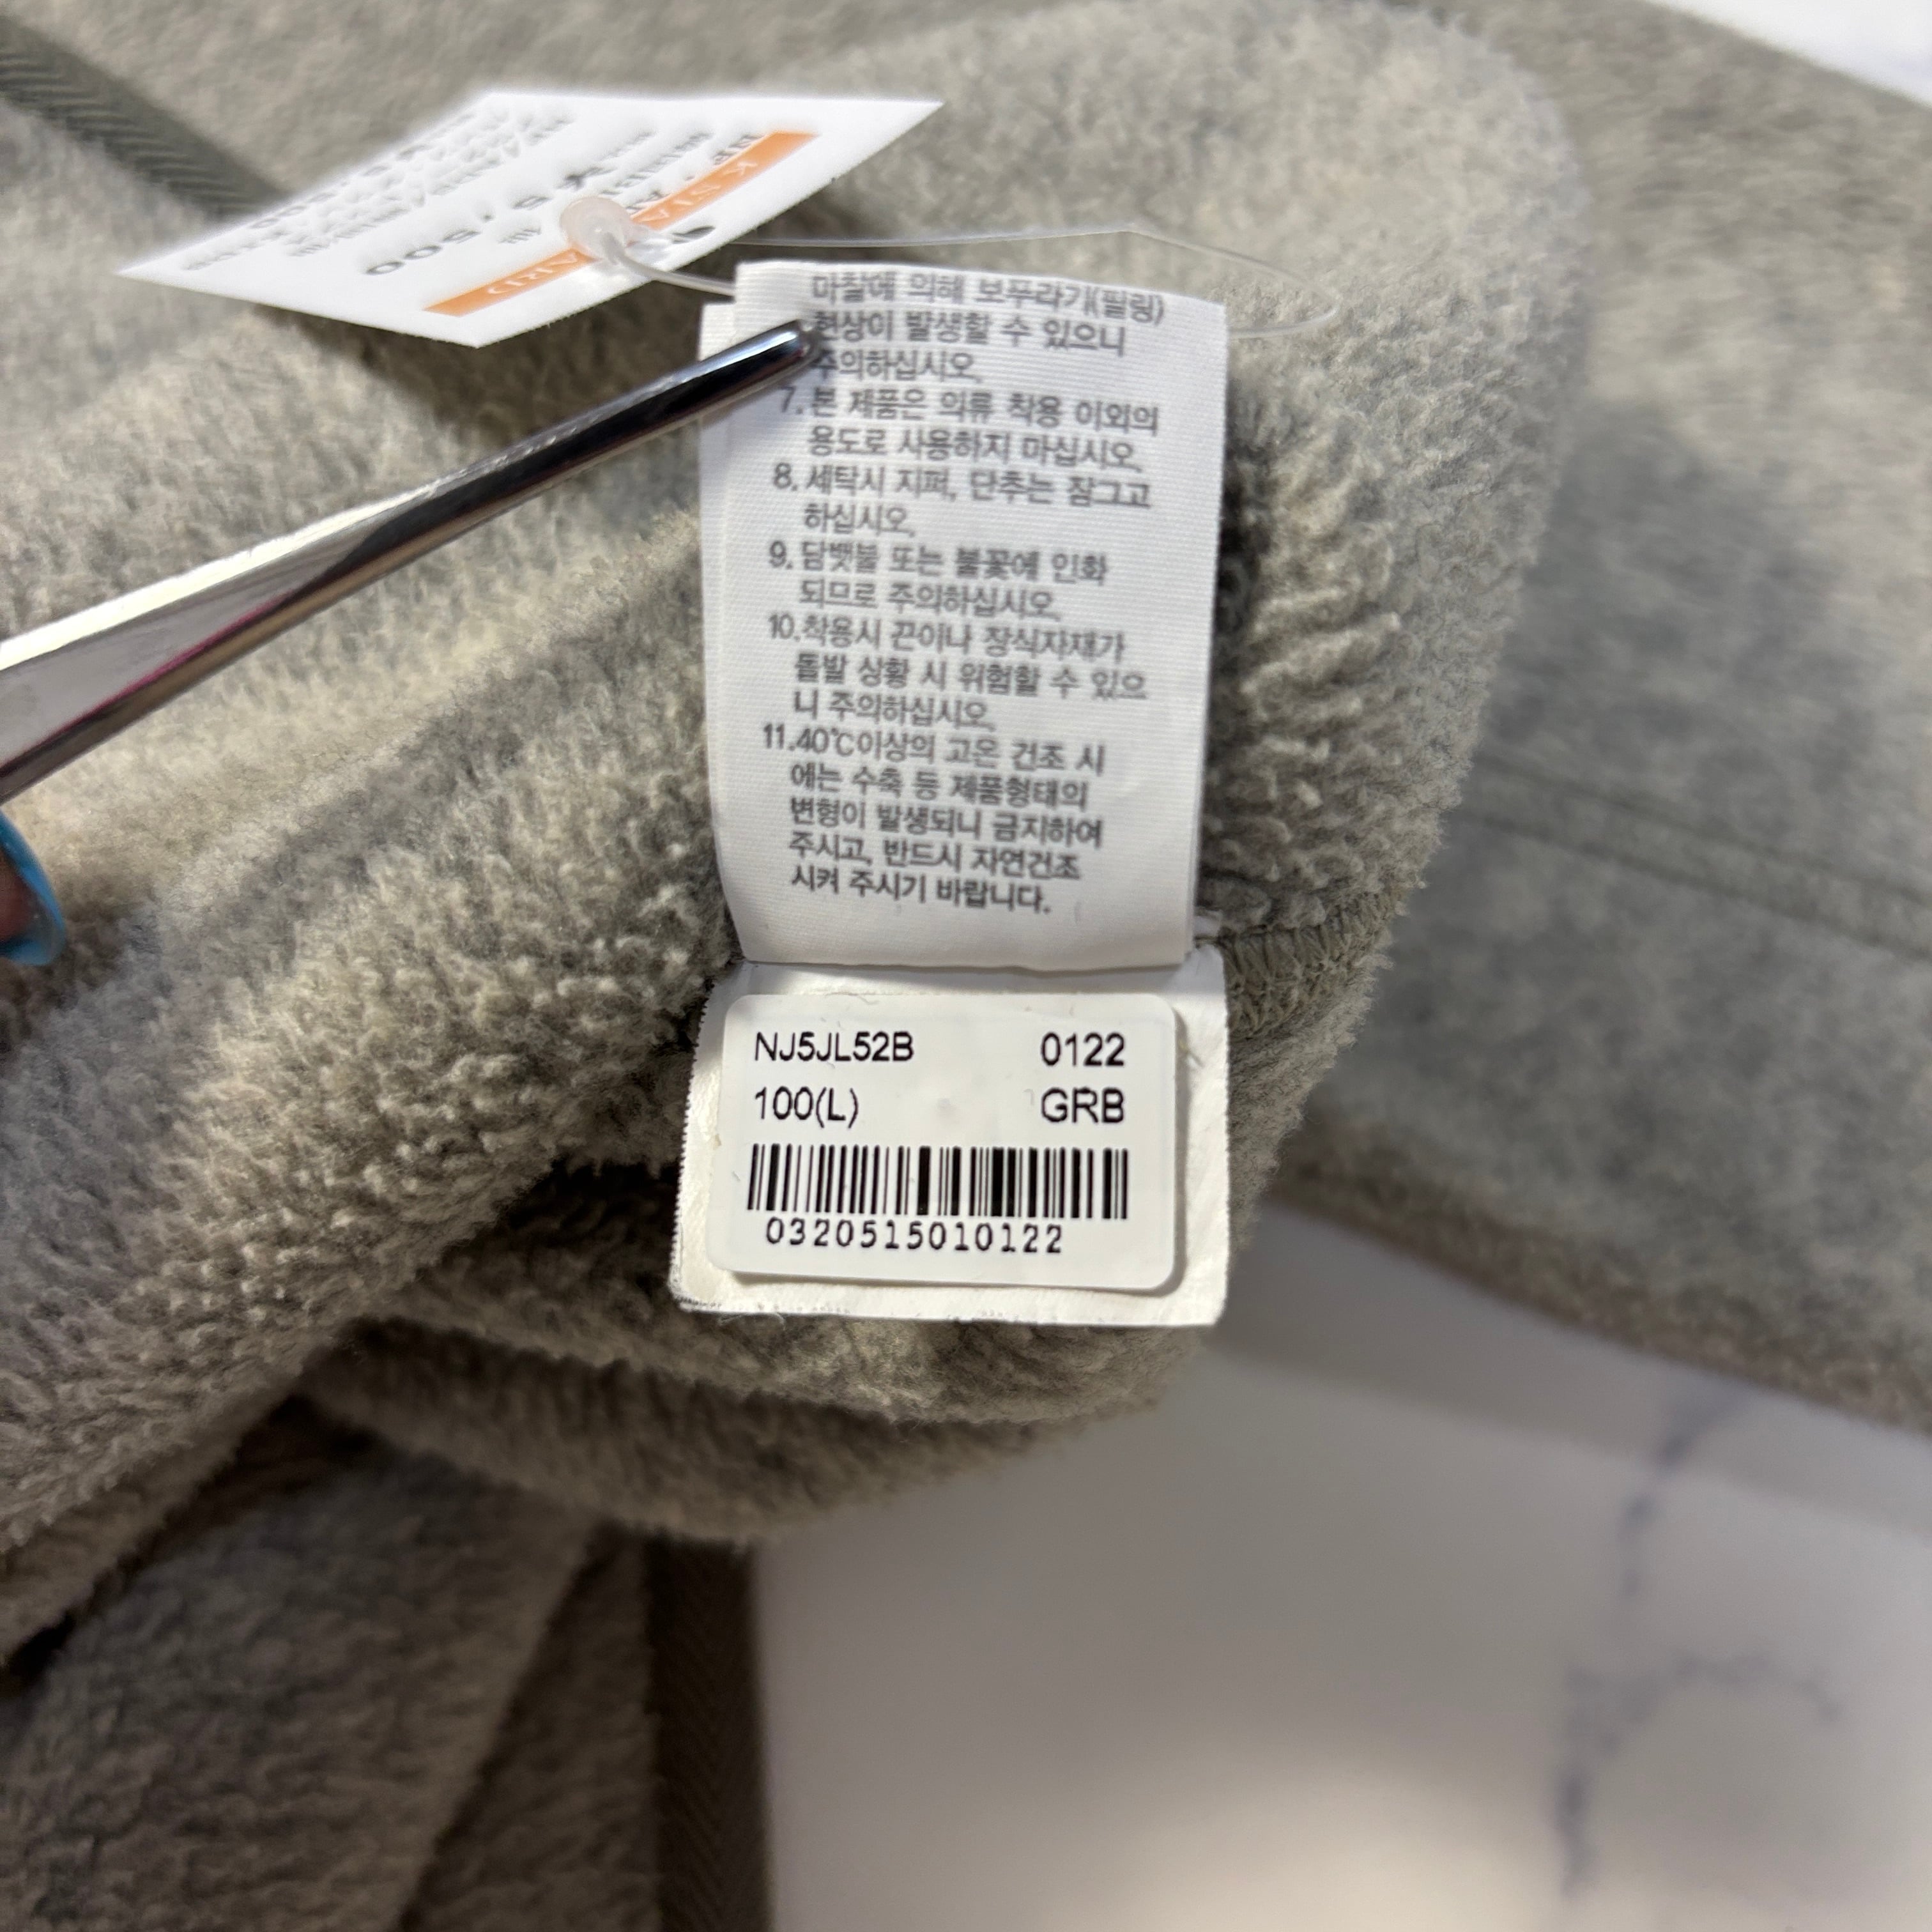 마찰에 의해 보푸라기(필링)
현상이 발생할 수 있으니
주의하십시오.
7. 본 제품은 의류 착용 이외의
용도로 사용하지 마십시오.
8. 세탁시 지퍼, 단추는 잠그고
하십시오.
9. 담뱃불 또는 불꽃에 인화
되므로 주의하십시오.
10.착용시 끈이나 장식자재가
돌발 상황 시 위험할 수 있으
니 주의하십시오.
11.40℃이상의 고온 건조 시
에는 수축 등 제품형태의
변형이 발생되니 금지하여
주시고, 반드시 자연건조
시켜 주시기 바랍니다.
NJ5JL52B 0122
100(L) GRB
0320515010122